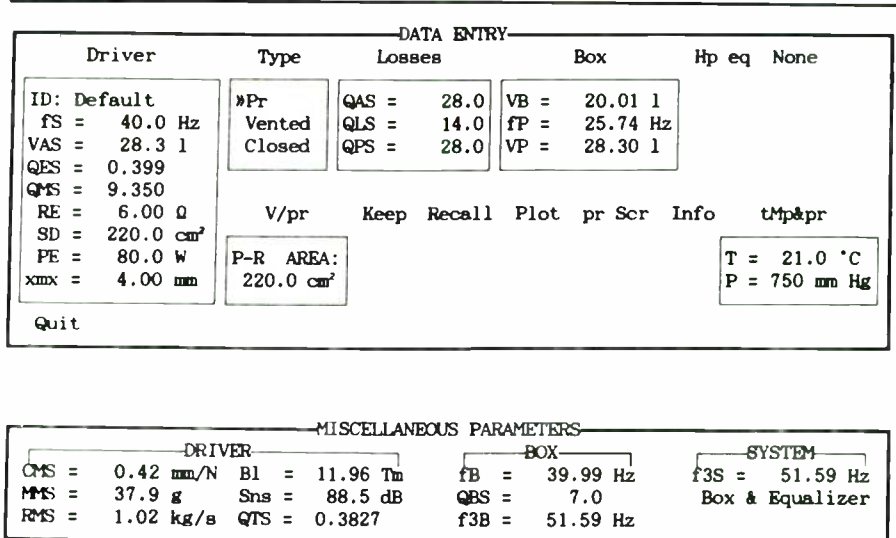 DATA ENTRY
Driver Type Losses Box Hp eq None
ID: Default »Pr QAS = 28.0 VB = 20.01 l
fS = 40.0 Hz Vented QLS = 14.0 fP = 25.74 Hz
VAS = 28.3 l Closed QPS = 28.0 VP = 28.30 l
QES = 0.399
QMS = 9.350
RE = 6.00 Ω V/pr Keep Recall Plot pr Scr Info tMp&pr
SD = 220.0 cm²
PE = 80.0 W P-R AREA: T = 21.0 °C
xmx = 4.00 mm 220.0 cm² P = 750 mm Hg
Quit
MISCELLANEOUS PARAMETERS
DRIVER BOX SYSTEM
CMS = 0.42 mm/N Bl = 11.96 Tm fB = 39.99 Hz f3S = 51.59 Hz
MMS = 37.9 g Sns = 88.5 dB QBS = 7.0 Box & Equalizer
RMS = 1.02 kg/s QTS = 0.3827 f3B = 51.59 Hz